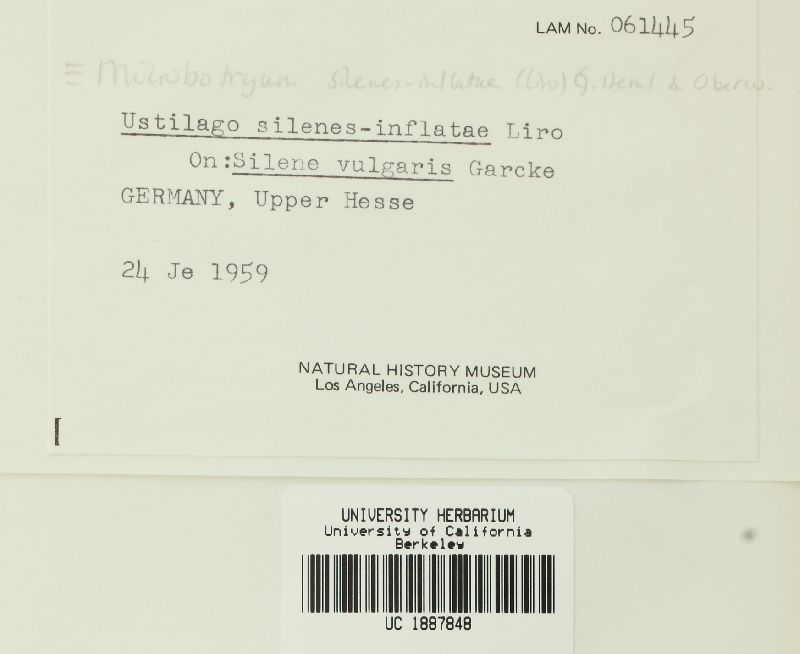 LAM No. 061445
≡ Microbotryum silenes-inflatae (Liro) G. Deml & Oberw.
Ustilago silenes-inflatae Liro
On:Silene vulgaris Garcke
GERMANY, Upper Hesse
24 Je 1959
NATURAL HISTORY MUSEUM
Los Angeles, California, USA
UNIVERSITY HERBARIUM
University of California
Berkeley
UC 1887848